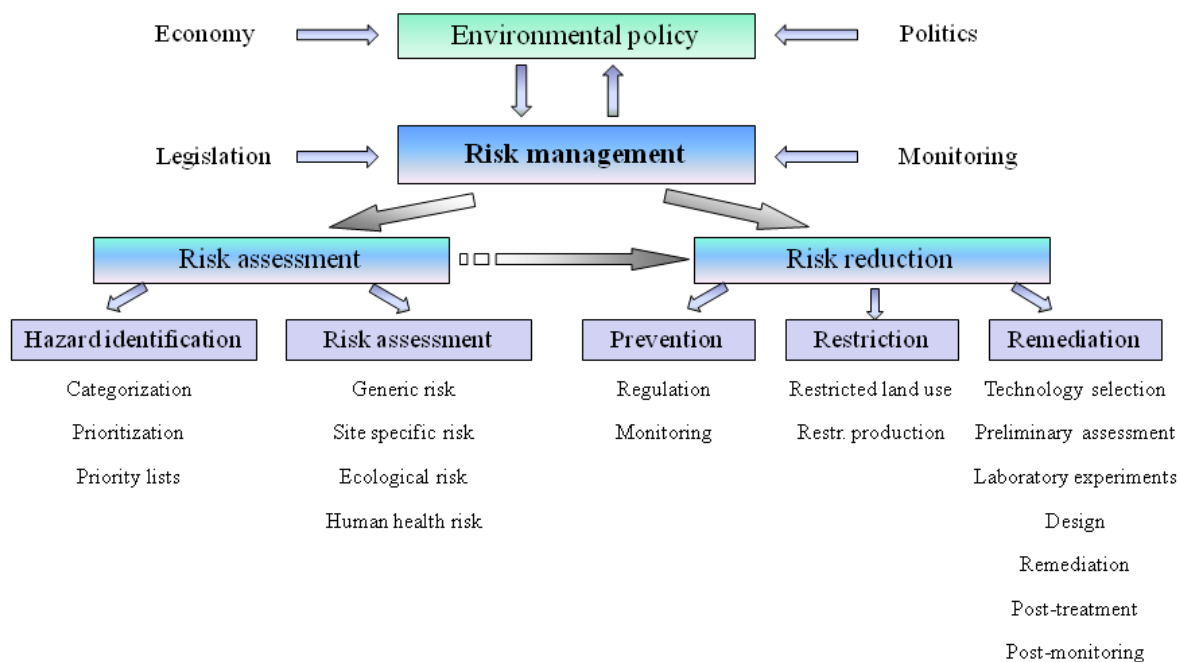 Economy
Environmental policy
Politics
Legislation
Risk management
Monitoring
Risk assessment
Risk reduction
Hazard identification
Risk assessment
Prevention
Restriction
Remediation
Categorization
Generic risk
Regulation
Restricted land use
Technology selection
Prioritization
Site specific risk
Monitoring
Restr. production
Preliminary assessment
Priority lists
Ecological risk
Laboratory experiments
Human health risk
Design
Remediation
Post-treatment
Post-monitoring